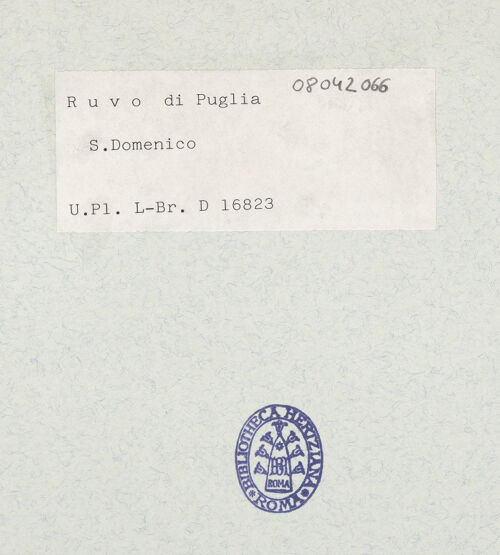 08042066
Ruvo di Puglia
S.Domenico
U.Pl. L-Br. D 16823
BIBLIOTHECA HERTZIANA
ROMA
ROMA